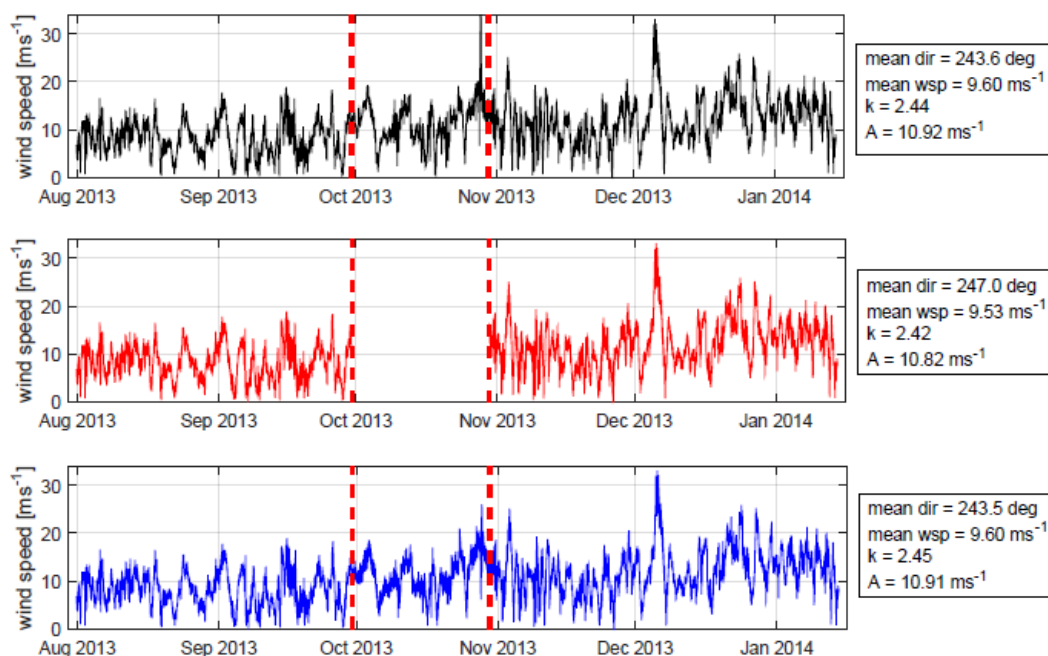 wind speed [ms⁻¹]
30
20
10
0
Aug 2013 Sep 2013 Oct 2013 Nov 2013 Dec 2013 Jan 2014
mean dir = 243.6 deg
mean wsp = 9.60 ms⁻¹
k = 2.44
A = 10.92 ms⁻¹
wind speed [ms⁻¹]
30
20
10
0
Aug 2013 Sep 2013 Oct 2013 Nov 2013 Dec 2013 Jan 2014
mean dir = 247.0 deg
mean wsp = 9.53 ms⁻¹
k = 2.42
A = 10.82 ms⁻¹
wind speed [ms⁻¹]
30
20
10
0
Aug 2013 Sep 2013 Oct 2013 Nov 2013 Dec 2013 Jan 2014
mean dir = 243.5 deg
mean wsp = 9.60 ms⁻¹
k = 2.45
A = 10.91 ms⁻¹